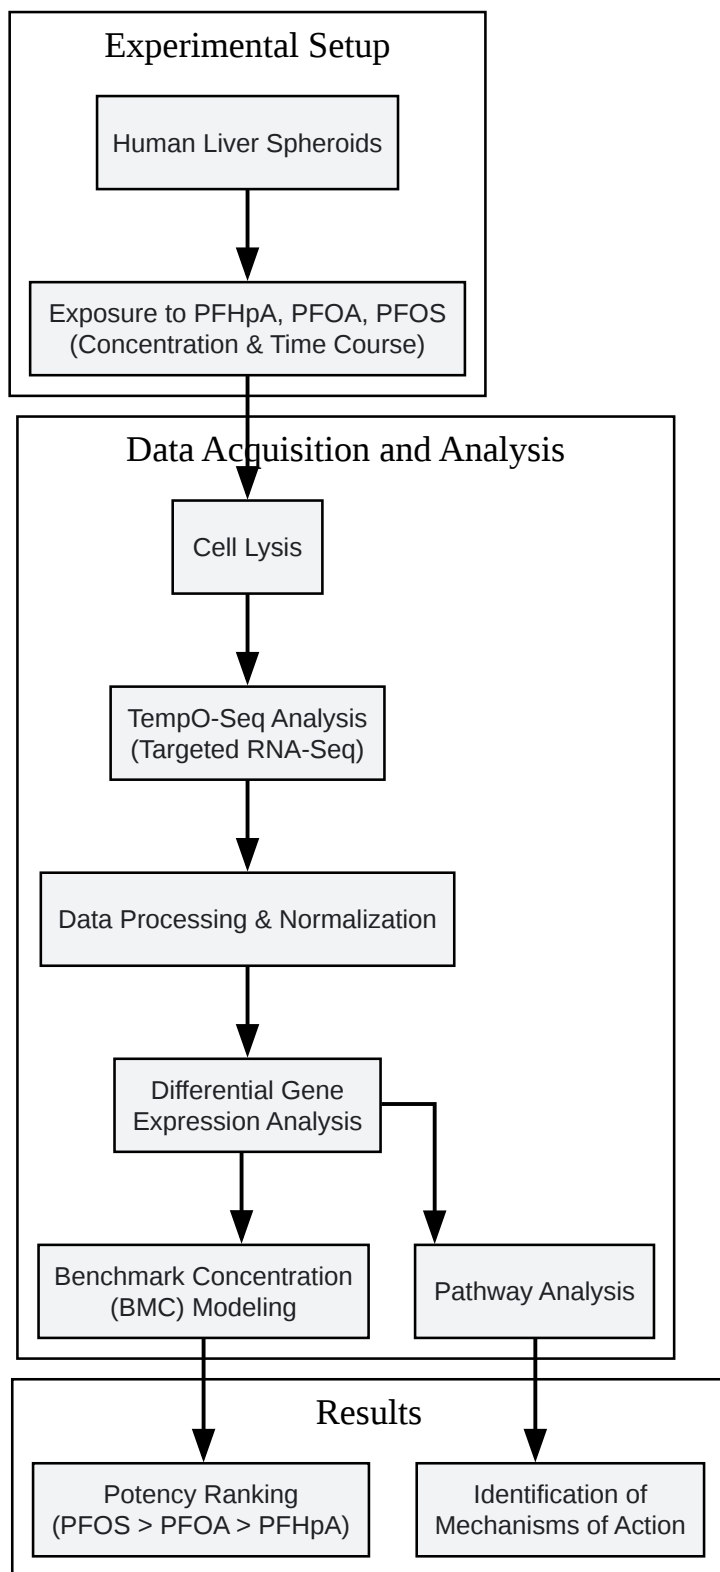 Experimental Setup
Human Liver Spheroids
Exposure to PFHpA, PFOA, PFOS
(Concentration & Time Course)
Data Acquisition and Analysis
Cell Lysis
TempO-Seq Analysis
(Targeted RNA-Seq)
Data Processing & Normalization
Differential Gene
Expression Analysis
Benchmark Concentration
(BMC) Modeling
Pathway Analysis
Results
Potency Ranking
(PFOS > PFOA > PFHpA)
Identification of
Mechanisms of Action